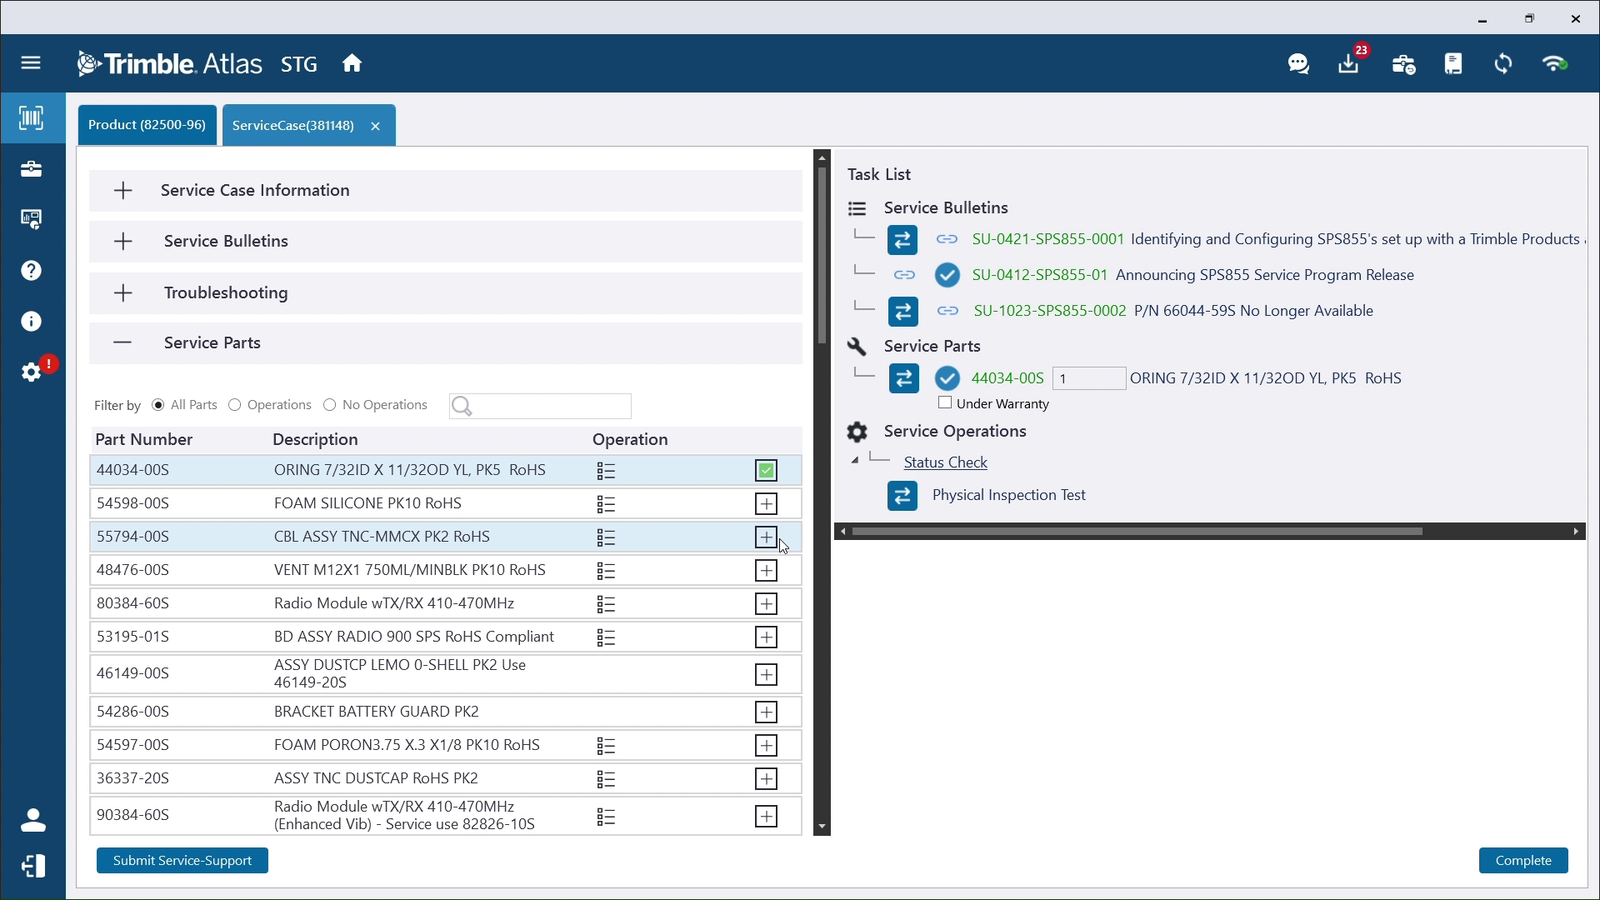 Trimble. Atlas STG
23
Product (82500-96)
ServiceCase(381148)
Service Case Information
Service Bulletins
Troubleshooting
Service Parts
Filter by All Parts Operations No Operations
Part Number Description Operation
44034-00S ORING 7/32ID X 11/32OD YL, PK5 RoHS
54598-00S FOAM SILICONE PK10 RoHS
55794-00S CBL ASSY TNC-MMCX PK2 RoHS
48476-00S VENT M12X1 750ML/MINBLK PK10 RoHS
80384-60S Radio Module wTX/RX 410-470MHz
53195-01S BD ASSY RADIO 900 SPS RoHS Compliant
46149-00S ASSY DUSTCP LEMO 0-SHELL PK2 Use
46149-20S
54286-00S BRACKET BATTERY GUARD PK2
54597-00S FOAM PORON3.75 X.3 X1/8 PK10 RoHS
36337-20S ASSY TNC DUSTCAP RoHS PK2
90384-60S Radio Module wTX/RX 410-470MHz
(Enhanced Vib) - Service use 82826-10S
Submit Service-Support
Task List
Service Bulletins
SU-0421-SPS855-0001 Identifying and Configuring SPS855's set up with a Trimble Products
SU-0412-SPS855-01 Announcing SPS855 Service Program Release
SU-1023-SPS855-0002 P/N 66044-59S No Longer Available
Service Parts
44034-00S 1 ORING 7/32ID X 11/32OD YL, PK5 RoHS
Under Warranty
Service Operations
Status Check
Physical Inspection Test
Complete